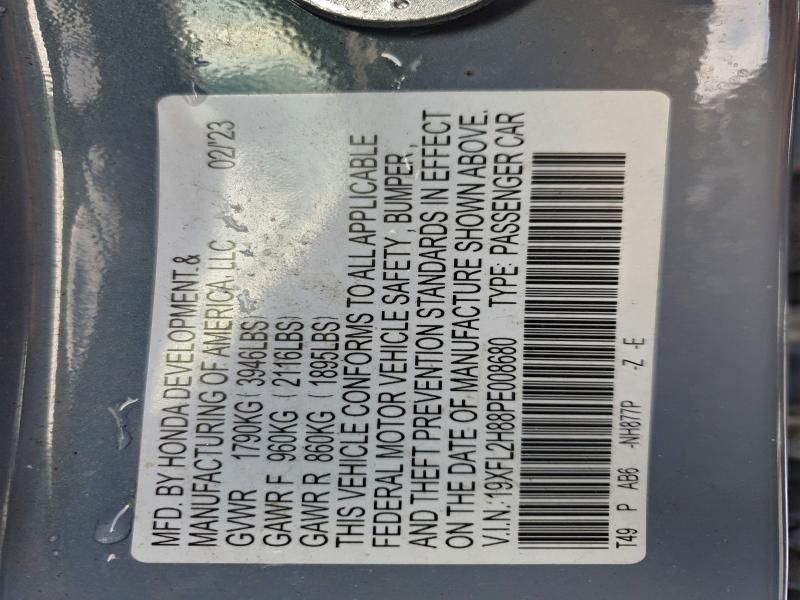 MFD. BY HONDA DEVELOPMENT &
MANUFACTURING OF AMERICA, LLC 02/'23
GVWR 1790KG ( 3946LBS)
GAWR F 960KG ( 2116LBS)
GAWR R 860KG ( 1895LBS)
THIS VEHICLE CONFORMS TO ALL APPLICABLE
FEDERAL MOTOR VEHICLE SAFETY , BUMPER ,
AND THEFT PREVENTION STANDARDS IN EFFECT
ON THE DATE OF MANUFACTURE SHOWN ABOVE.
V.I.N.: 19XFL2H88PE008680 TYPE: PASSENGER CAR
T49 P AB6 -NH877P -Z -E